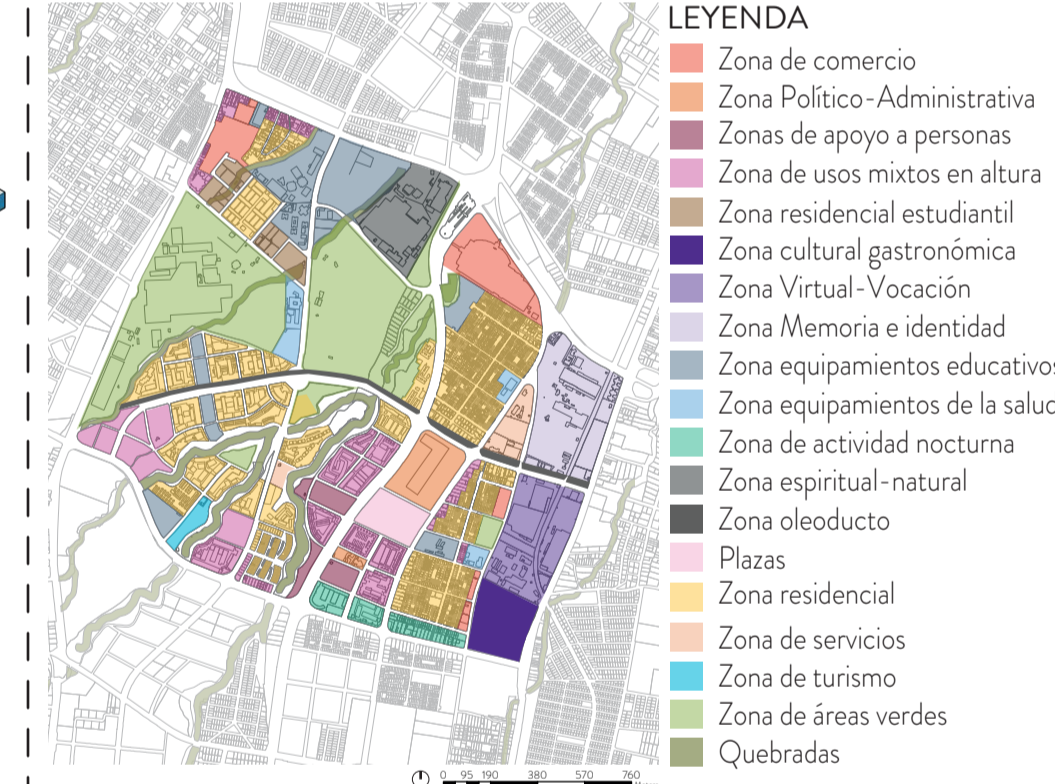 LEYENDA
Zona de comercio
Zona Político-Administrativa
Zonas de apoyo a personas
Zona de usos mixtos en altura
Zona residencial estudiantil
Zona cultural gastronómica
Zona Virtual-Vocación
Zona Memoria e identidad
Zona equipamientos educativos
Zona equipamientos de la salud
Zona de actividad nocturna
Zona espiritual-natural
Zona oleoducto
Plazas
Zona residencial
Zona de servicios
Zona de turismo
Zona de áreas verdes
Quebradas
0 95 190 380 570 760